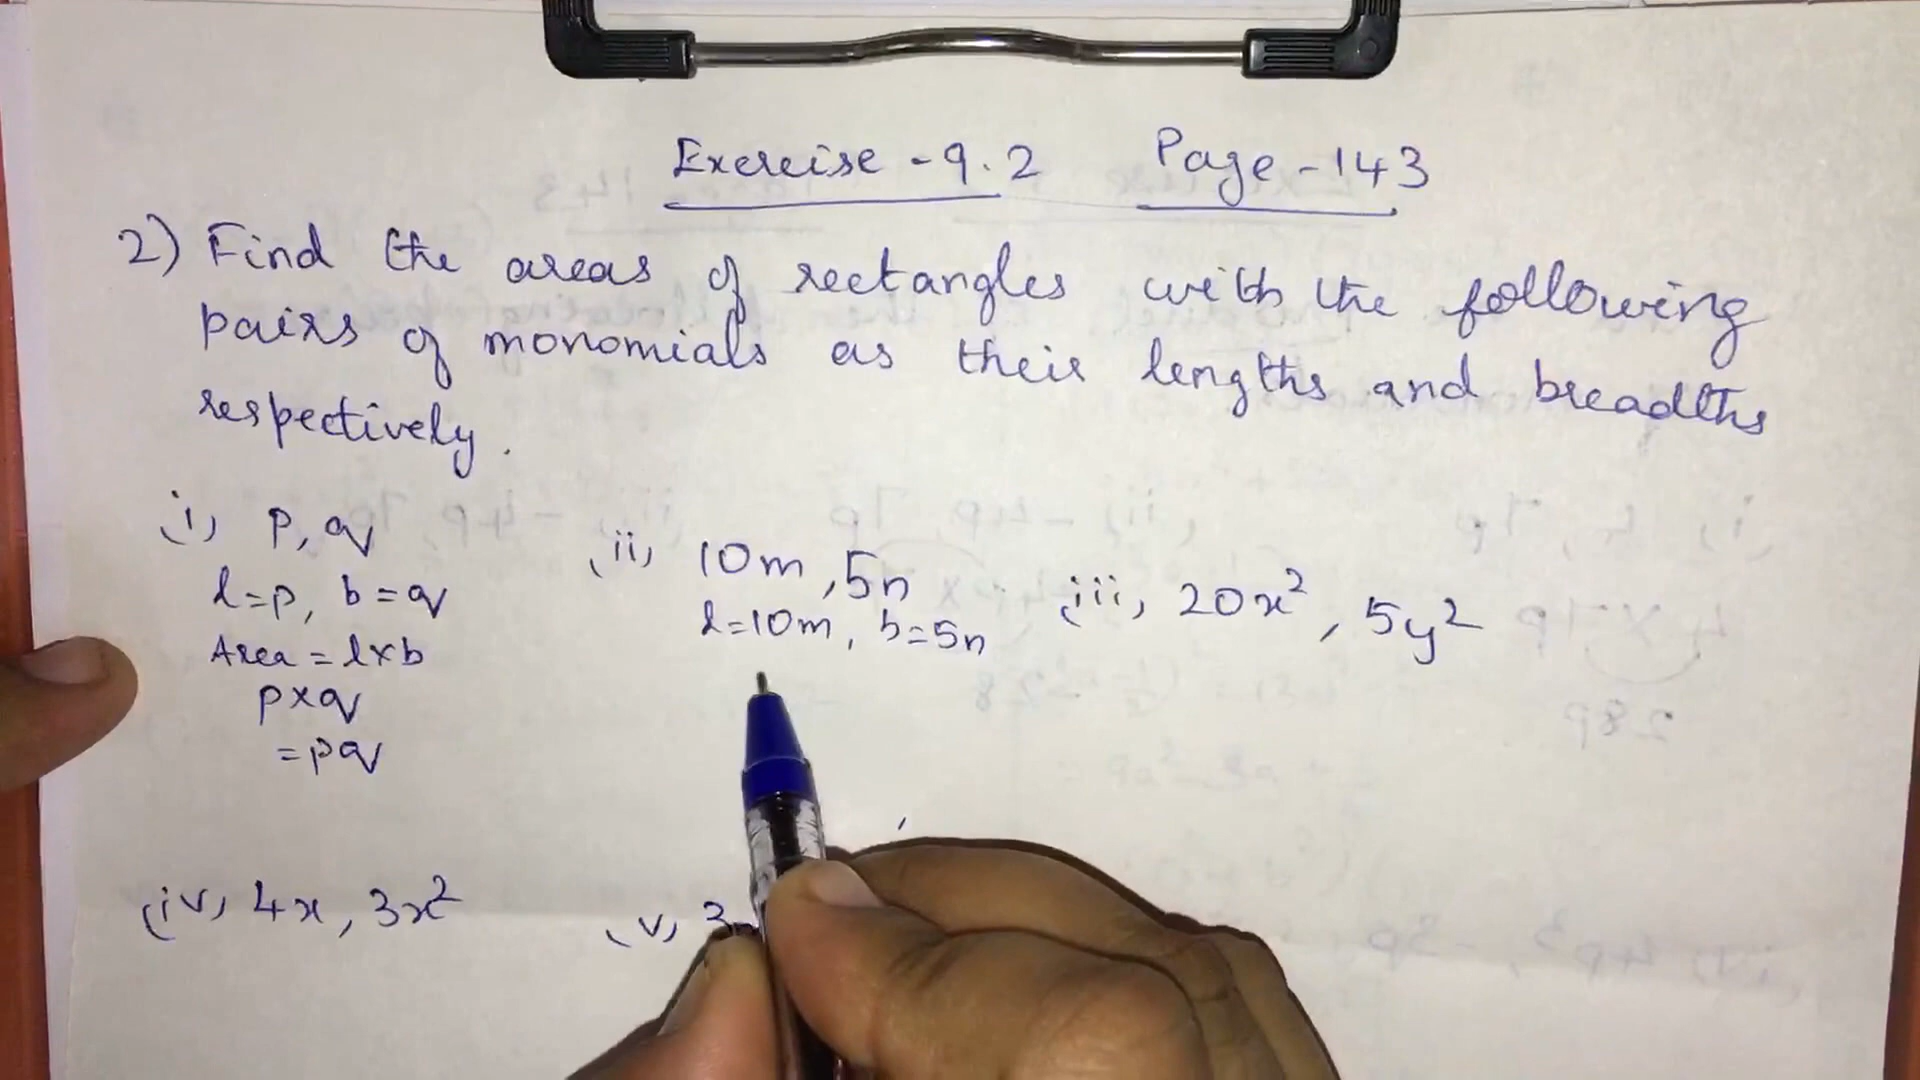 Exercise - 9.2 Page - 143
2) Find the areas of rectangles with the following
pairs of monomials as their lengths and breadths
respectively.
(i) p, q
l=p, b=q
Area = l×b
p×q
=pq
(ii) 10m, 5n
l=10m, b=5n
(iii) 20x², 5y²
(iv) 4x, 3x²
(v) 3